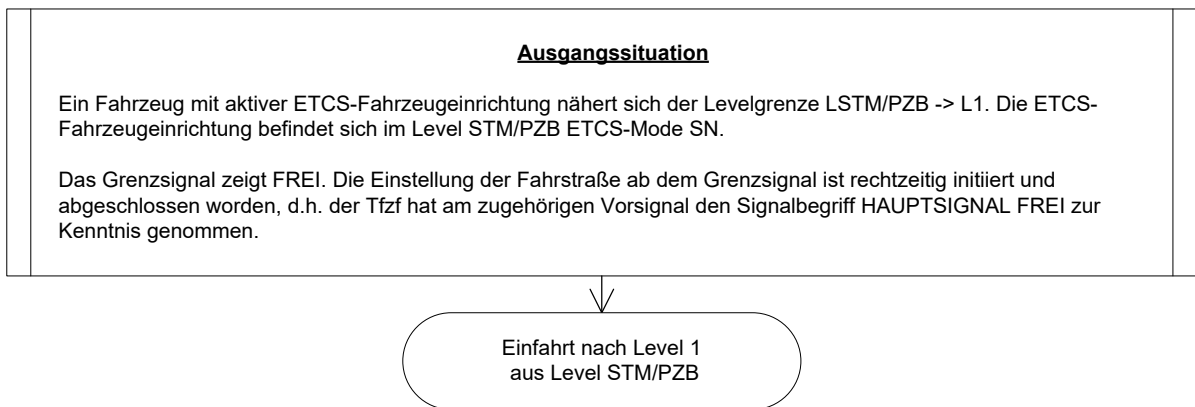 Ausgangssituation
Ein Fahrzeug mit aktiver ETCS-Fahrzeugeinrichtung nähert sich der Levelgrenze LSTM/PZB -> L1. Die ETCS-
Fahrzeugeinrichtung befindet sich im Level STM/PZB ETCS-Mode SN.
Das Grenzsignal zeigt FREI. Die Einstellung der Fahrstraße ab dem Grenzsignal ist rechtzeitig initiiert und
abgeschlossen worden, d.h. der Tfzf hat am zugehörigen Vorsignal den Signalbegriff HAUPTSIGNAL FREI zur
Kenntnis genommen.
Einfahrt nach Level 1
aus Level STM/PZB